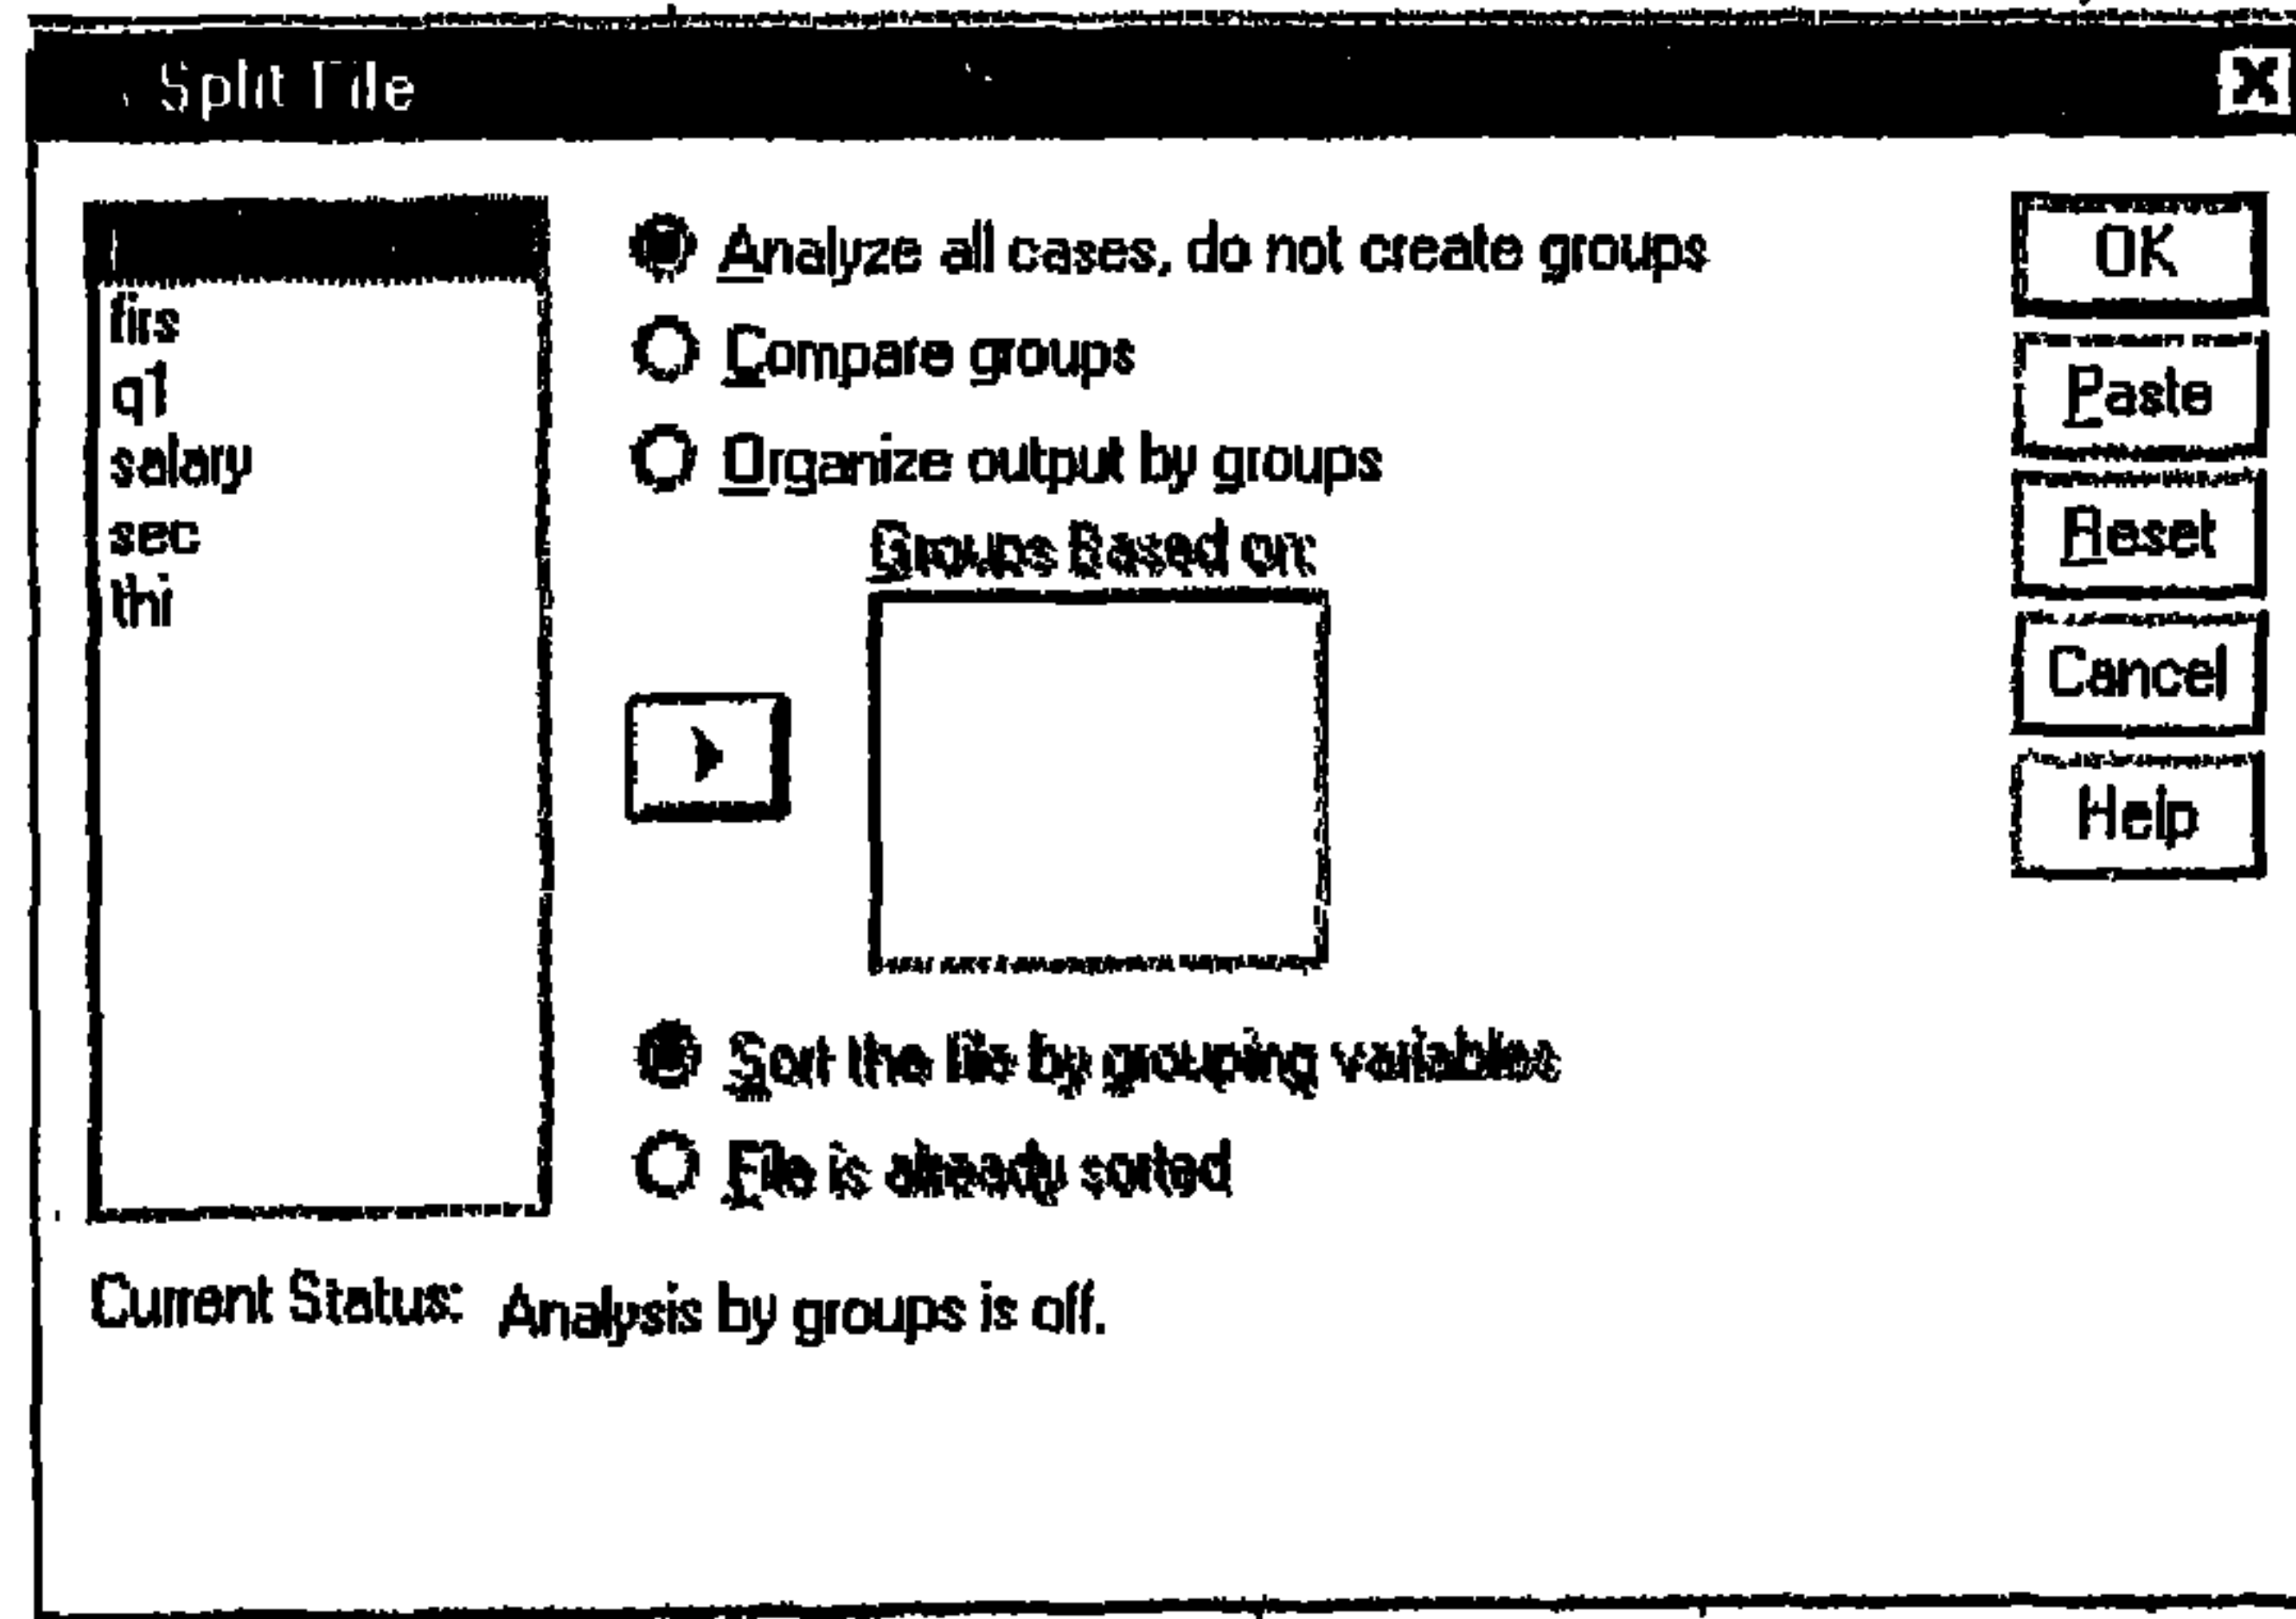 Split File
firs
q1
salary
sec
thi
Analyze all cases, do not create groups
Compare groups
Organize output by groups
Groups Based on:
Sort the file by grouping variables
File is already sorted
OK
Paste
Reset
Cancel
Help
Current Status: Analysis by groups is off.